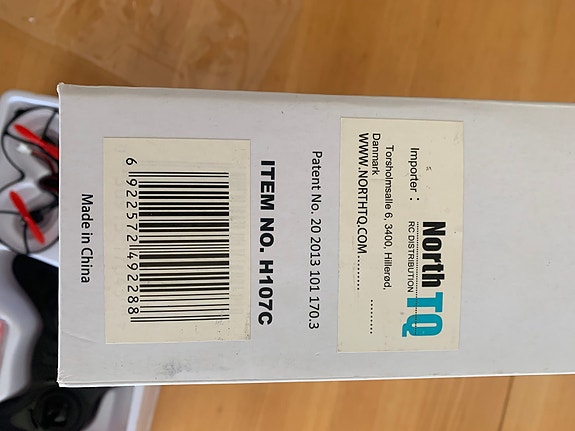 Importer :
North TQ
RC DISTRIBUTION
Torsholmsalle 6, 3400, Hillerød,
Danmark
WWW.NORTHTQ.COM
Patent No. 20 2013 101 170.3
ITEM NO. H107C
6 922572 492288
Made in China